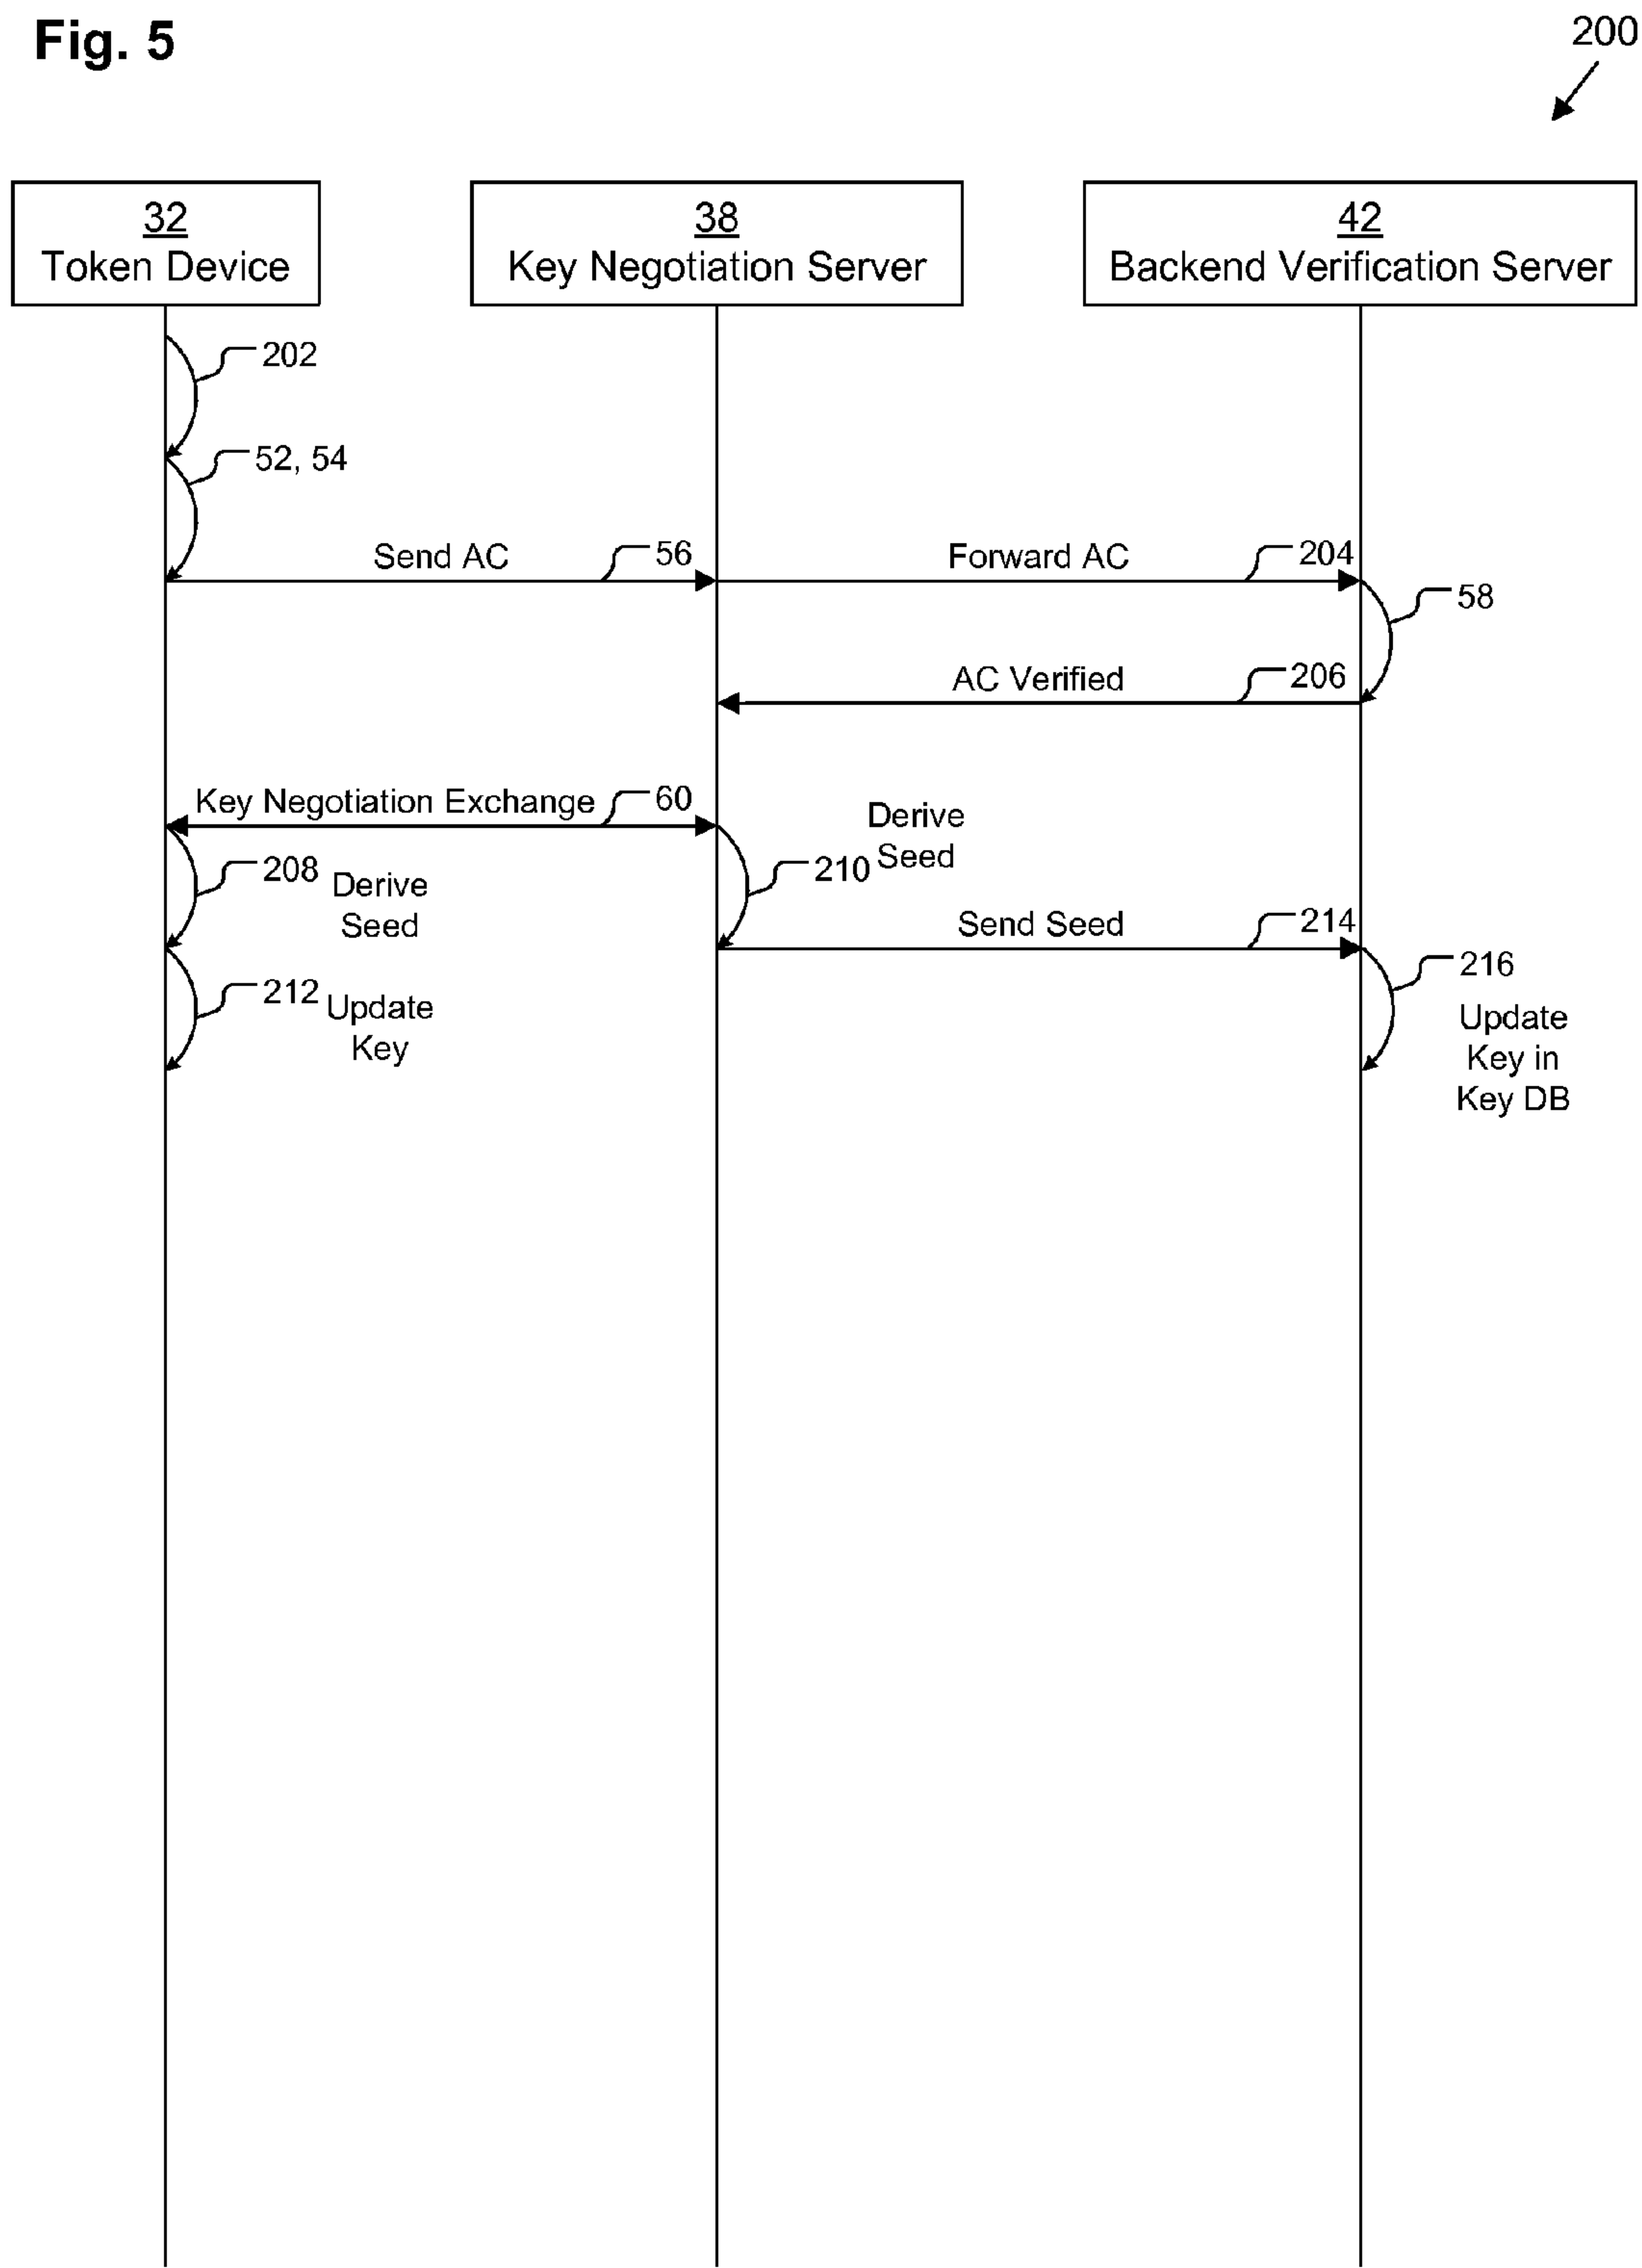 Fig. 5
200
32
Token Device
38
Key Negotiation Server
42
Backend Verification Server
202
52, 54
Send AC
56
Forward AC
204
58
AC Verified
206
Key Negotiation Exchange
60
Derive
Seed
210
208
Derive
Seed
Send Seed
214
212
Update
Key
216
Update
Key in
Key DB